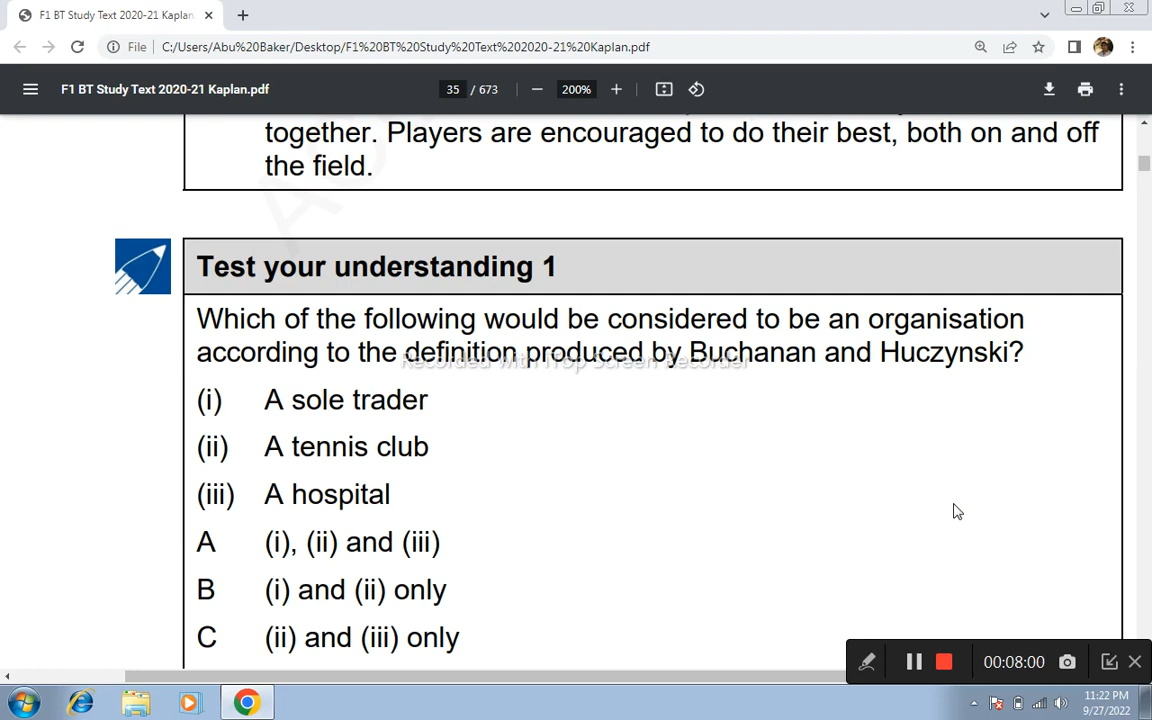 F1 BT Study Text 2020-21 Kaplan
File C:/Users/Abu%20Baker/Desktop/F1%20BT%20Study%20Text%202020-21%20Kaplan.pdf
F1 BT Study Text 2020-21 Kaplan.pdf 35 / 673 200%
together. Players are encouraged to do their best, both on and off
the field.
Test your understanding 1
Which of the following would be considered to be an organisation
according to the definition produced by Buchanan and Huczynski?
Recorded with iTop Screen Recorder
(i) A sole trader
(ii) A tennis club
(iii) A hospital
A (i), (ii) and (iii)
B (i) and (ii) only
C (ii) and (iii) only
00:08:00
11:22 PM
9/27/2022